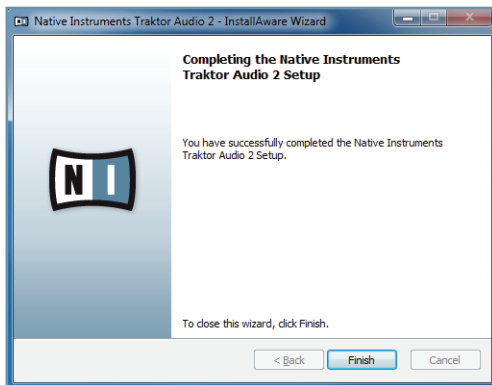 Native Instruments Traktor Audio 2 - InstallAware Wizard
Completing the Native Instruments
Traktor Audio 2 Setup
You have successfully completed the Native Instruments
Traktor Audio 2 Setup.
N I
To close this wizard, click Finish.
< Back Finish Cancel